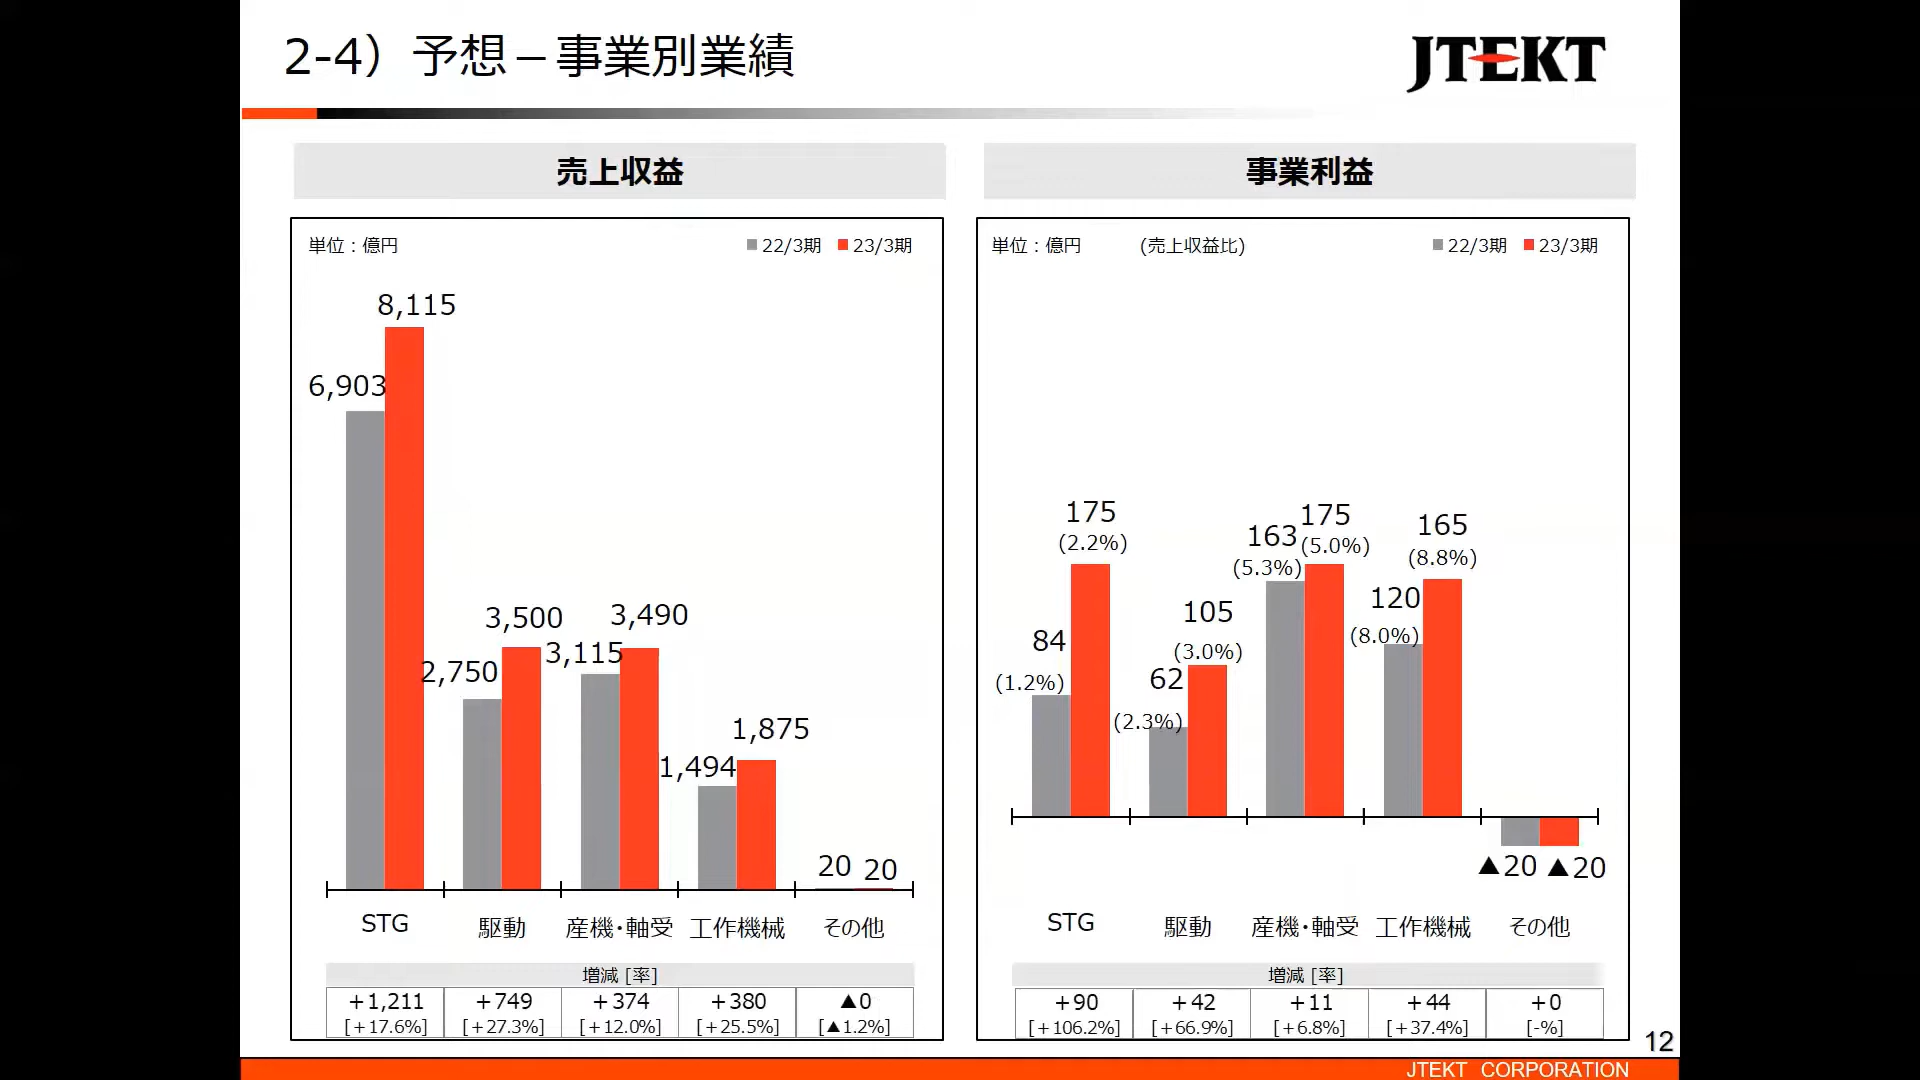 2-4）予想－事業別業績
JTEKT
売上収益
単位：億円
22/3期 23/3期
8,115
6,903
3,500
2,750
3,490
3,115
1,875
1,494
20 20
STG 駆動 産機･軸受 工作機械 その他
増減 [率]
＋1,211 ＋749 ＋374 ＋380 ▲0
[＋17.6%] [＋27.3%] [＋12.0%] [＋25.5%] [▲1.2%]
事業利益
単位：億円 (売上収益比) 22/3期 23/3期
175
(2.2%)
84
(1.2%)
105
(3.0%)
62
(2.3%)
175
(5.0%)
163
(5.3%)
165
(8.8%)
120
(8.0%)
▲20 ▲20
STG 駆動 産機･軸受 工作機械 その他
増減 [率]
＋90 ＋42 ＋11 ＋44 ＋0
[＋106.2%] [＋66.9%] [＋6.8%] [＋37.4%] [-%]
12
JTEKT CORPORATION